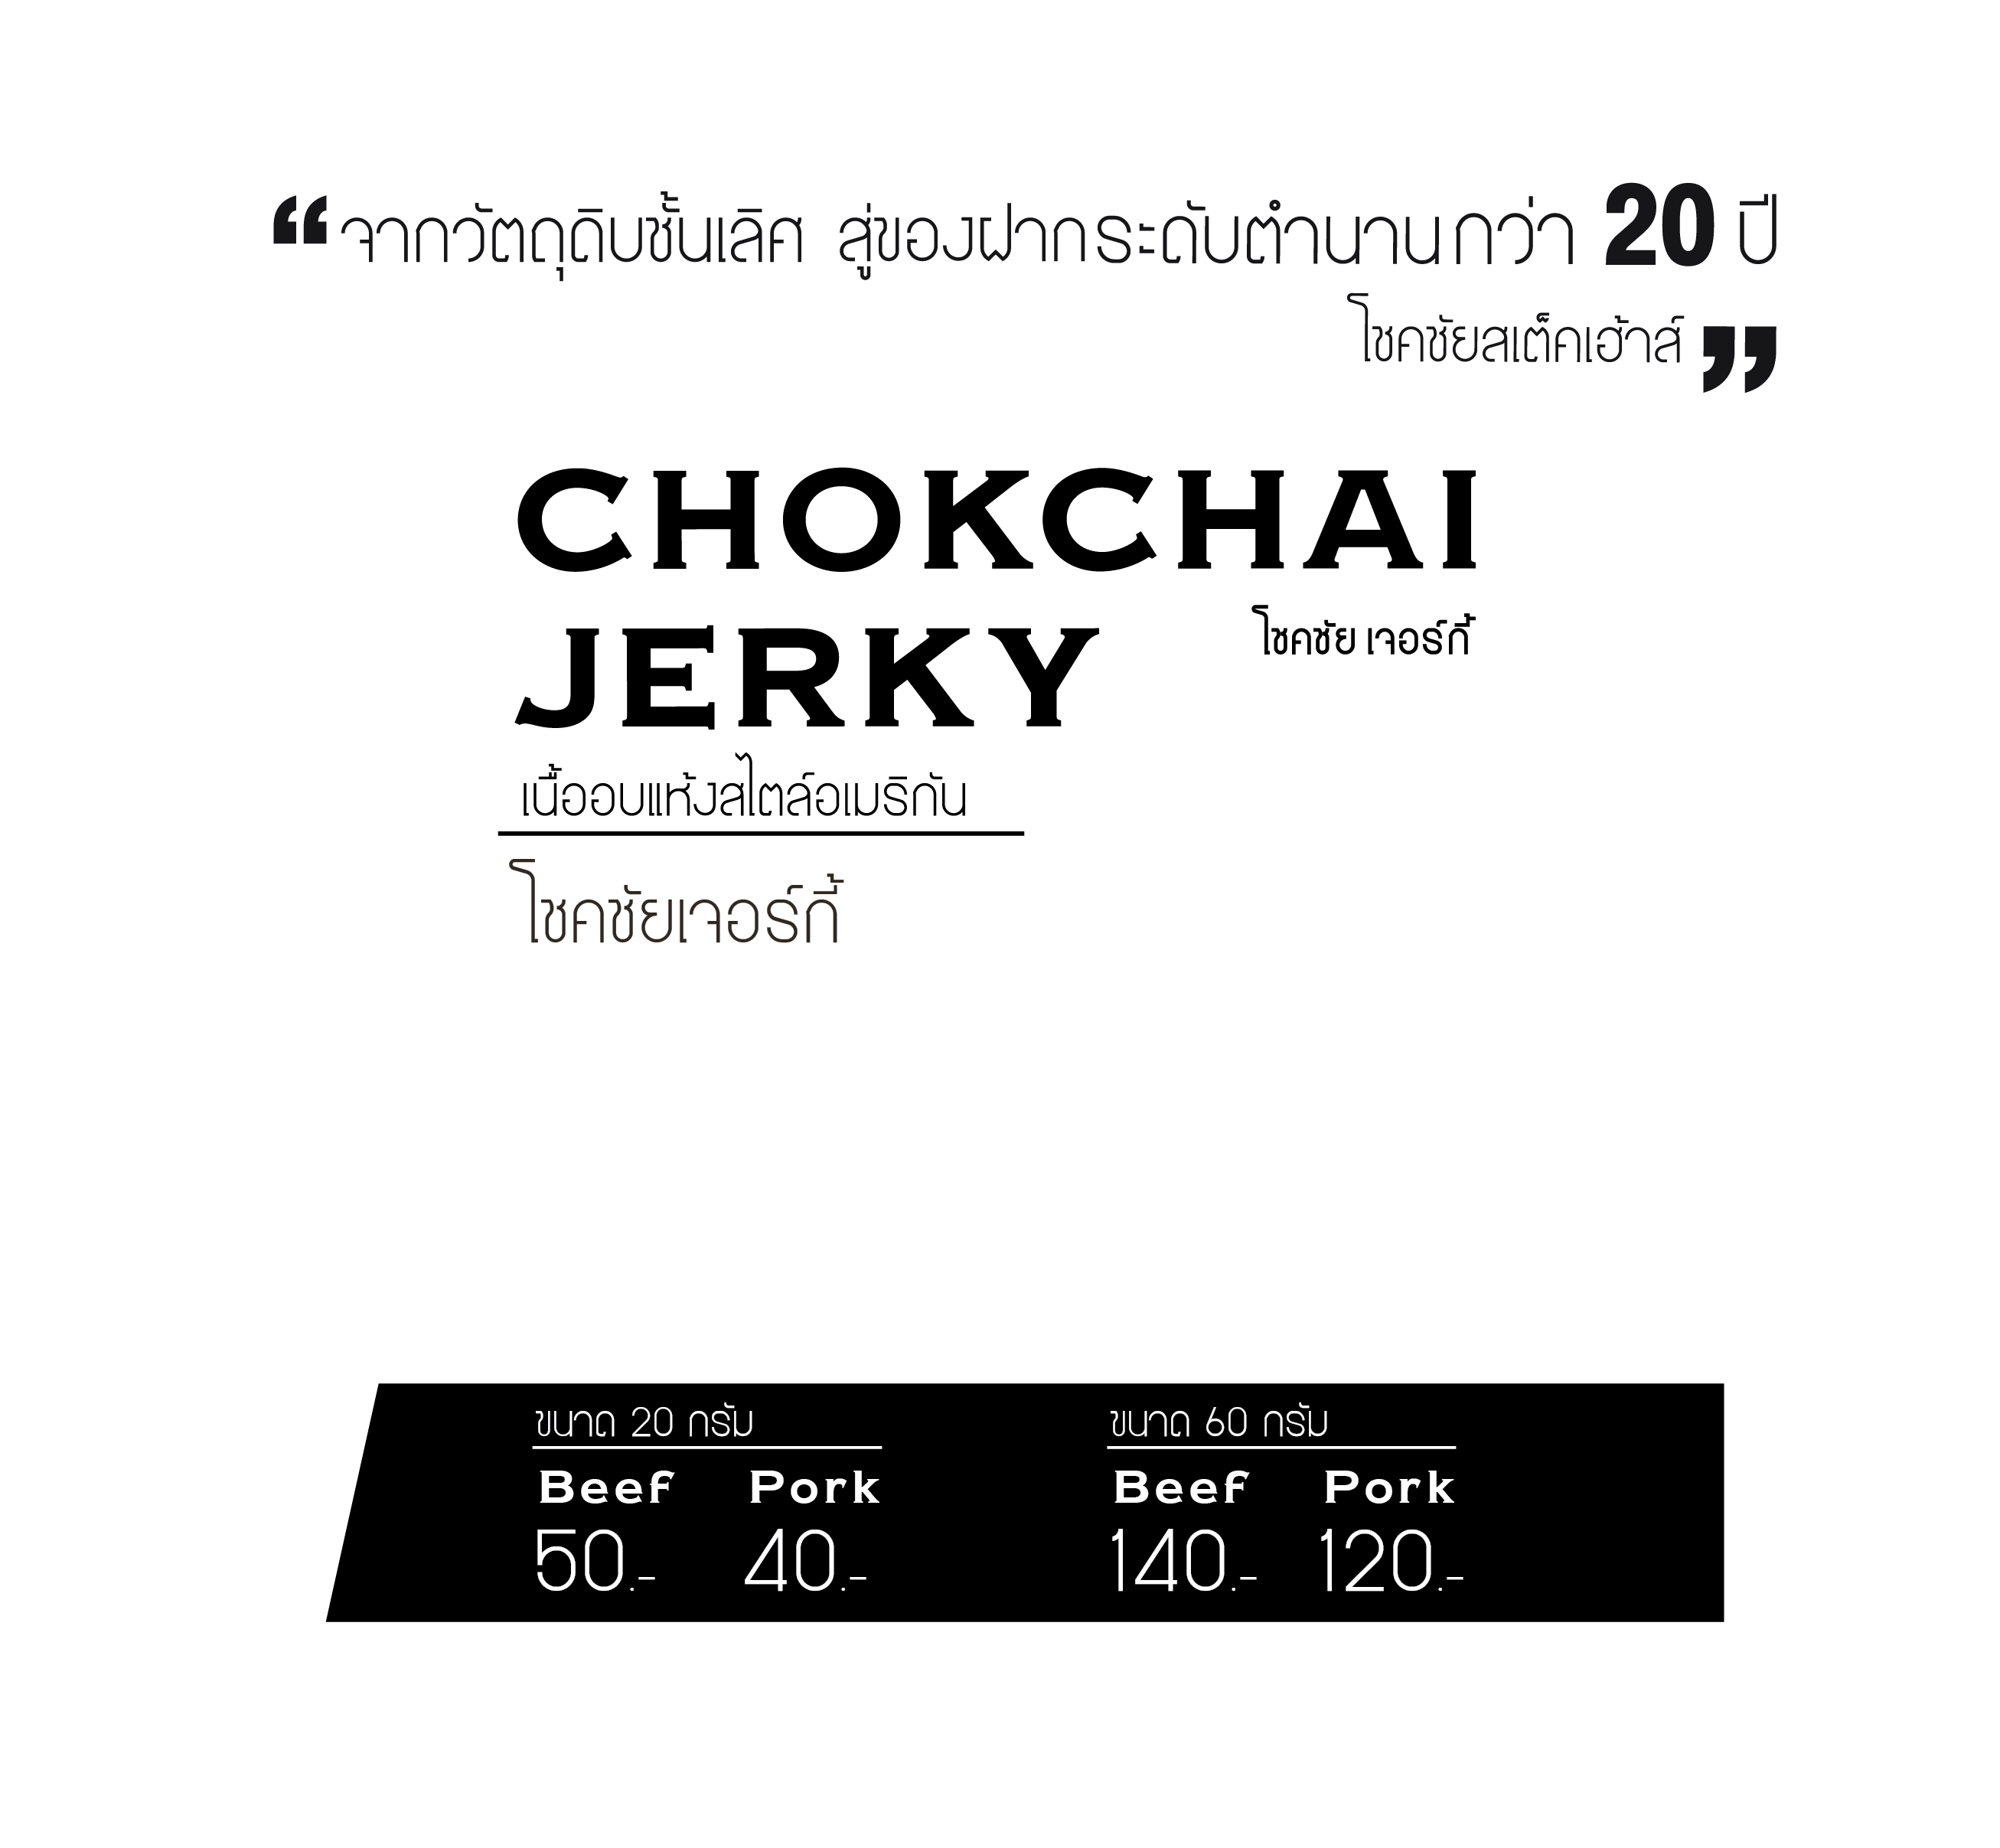 “จากวัตถุดิบชั้นเลิศ สู่ของฝากระดับตำนานกว่า 20 ปี
โชคชัยสเต็คเฮ้าส์”
CHOKCHAI
JERKY
โชคชัย เจอร์กี้
เนื้ออบแห้งสไตล์อเมริกัน
โชคชัยเจอร์กี้
ขนาด 20 กรัม ขนาด 60 กรัม
Beef Pork Beef Pork
50.- 40.- 140.- 120.-